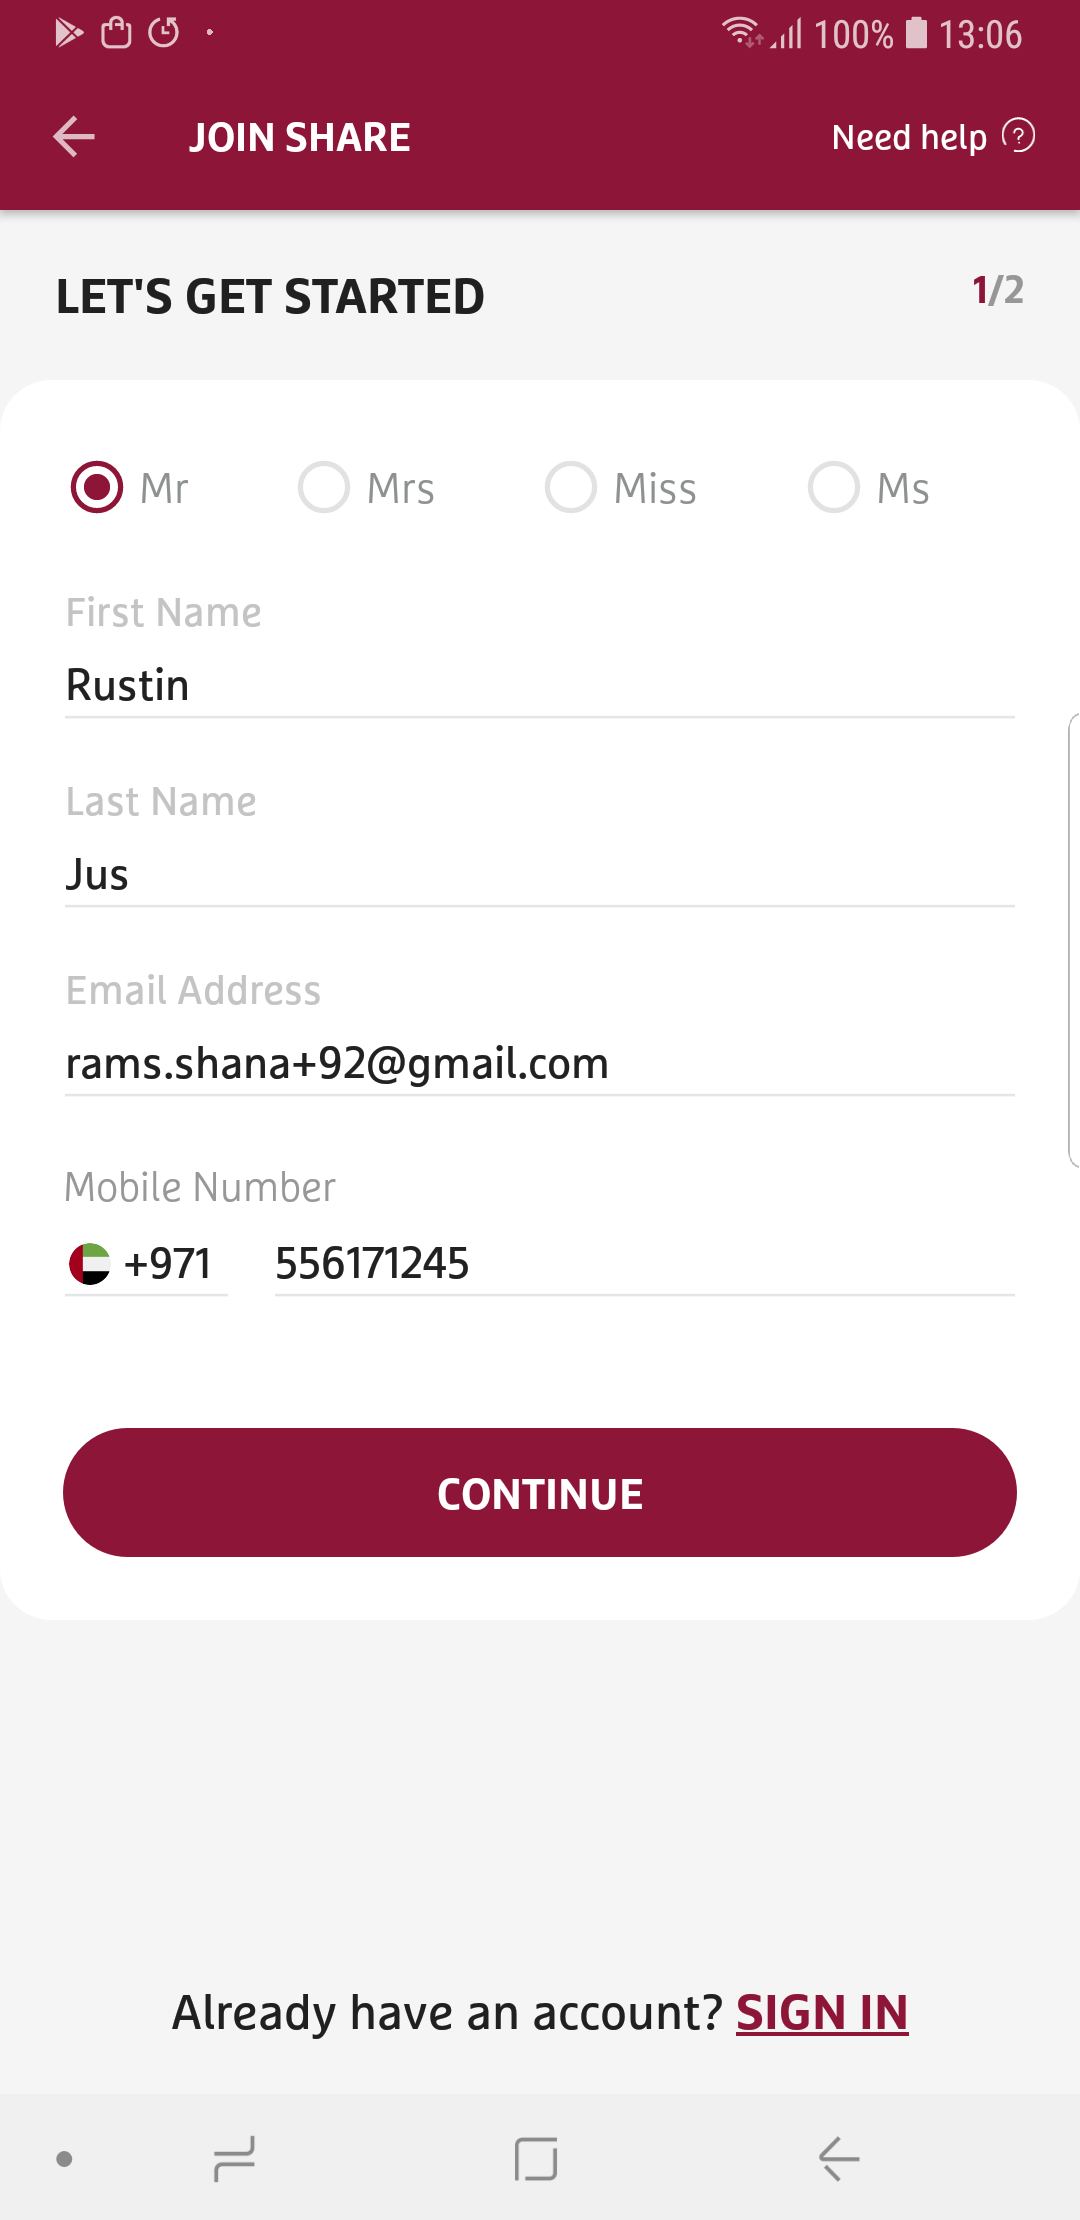 100% 13:06
JOIN SHARE Need help ?
LET'S GET STARTED 1/2
Mr Mrs Miss Ms
First Name
Rustin
Last Name
Jus
Email Address
rams.shana+92@gmail.com
Mobile Number
+971 556171245
CONTINUE
Already have an account? SIGN IN